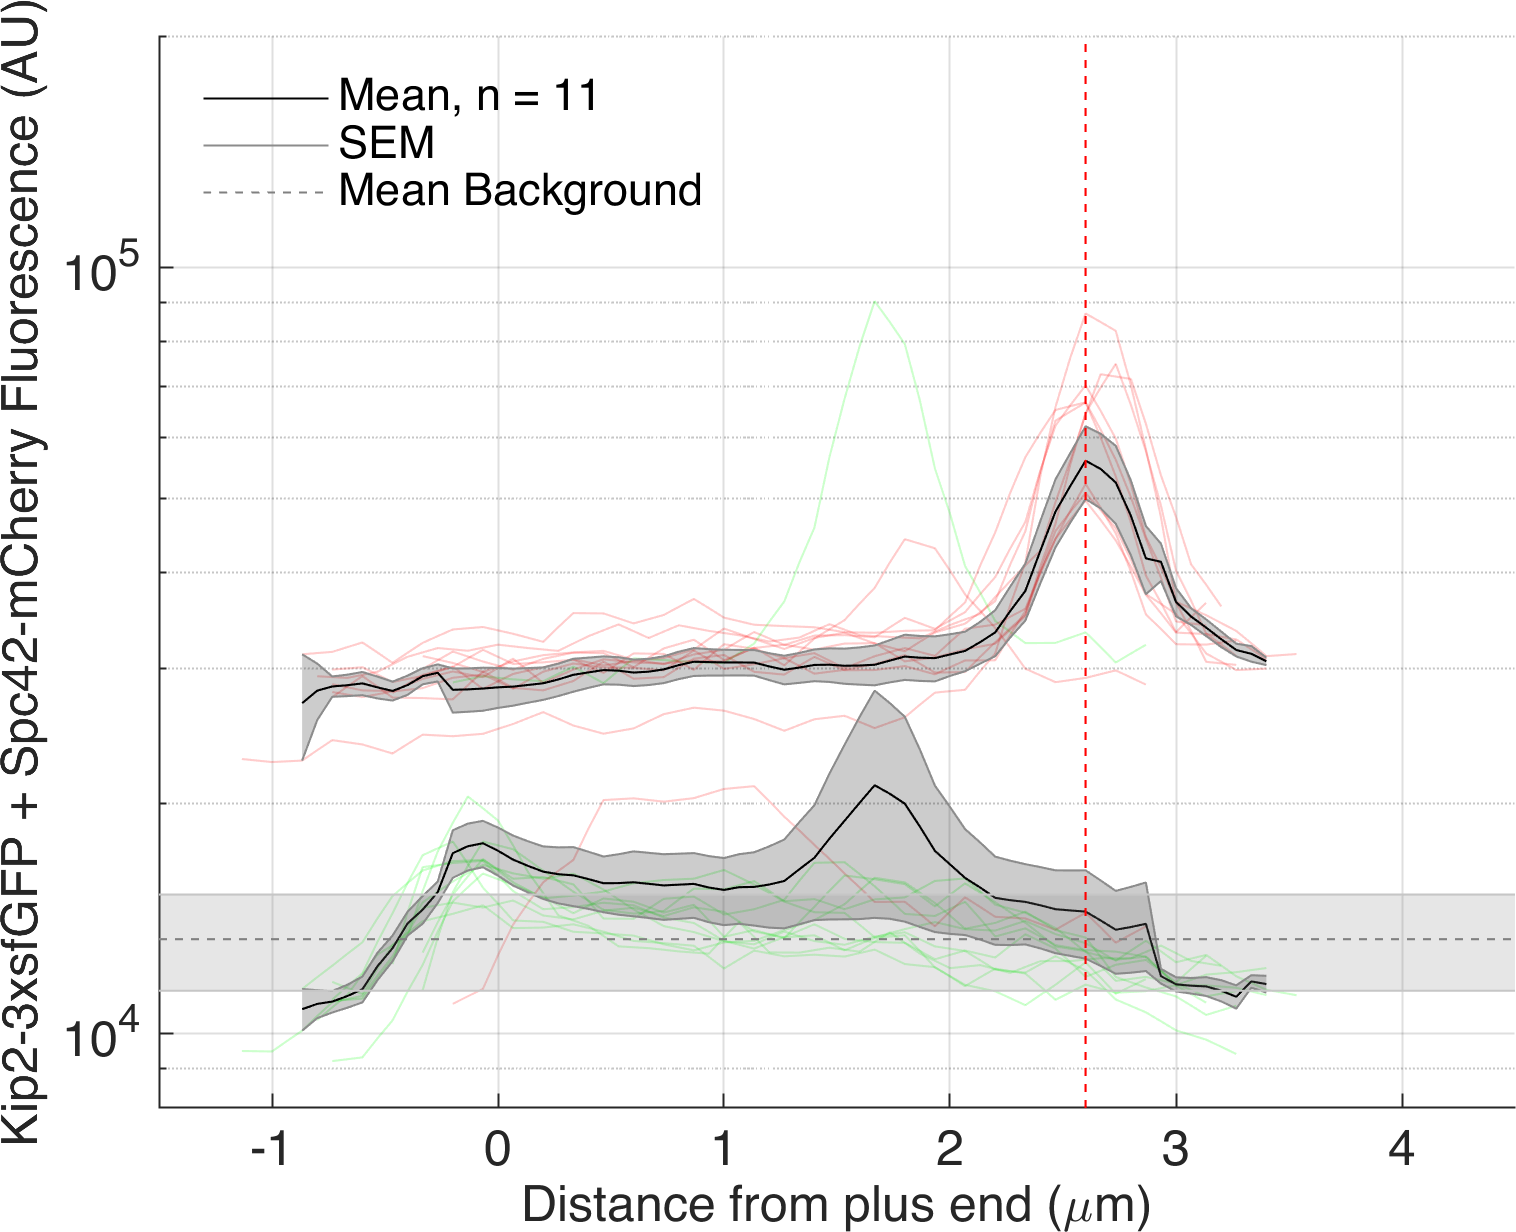 Kip2-3xsfGFP + Spc42-mCherry Fluorescence (AU)
Mean, n = 11
SEM
Mean Background
10^5
10^4
-1 0 1 2 3 4
Distance from plus end (μm)